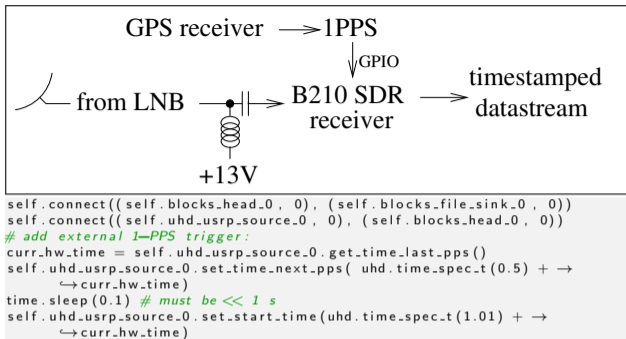 GPS receiver
1PPS
GPIO
from LNB
B210 SDR
receiver
timestamped
datastream
+13V
self.connect((self.blocks_head_0, 0), (self.blocks_file_sink_0, 0))
self.connect((self.uhd_usrp_source_0, 0), (self.blocks_head_0, 0))
# add external 1—PPS trigger:
curr_hw_time = self.uhd_usrp_source_0.get_time_last_pps()
self.uhd_usrp_source_0.set_time_next_pps( uhd.time_spec_t(0.5) + →
↪curr_hw_time)
time.sleep(0.1) # must be << 1 s
self.uhd_usrp_source_0.set_start_time(uhd.time_spec_t(1.01) + →
↪curr_hw_time)